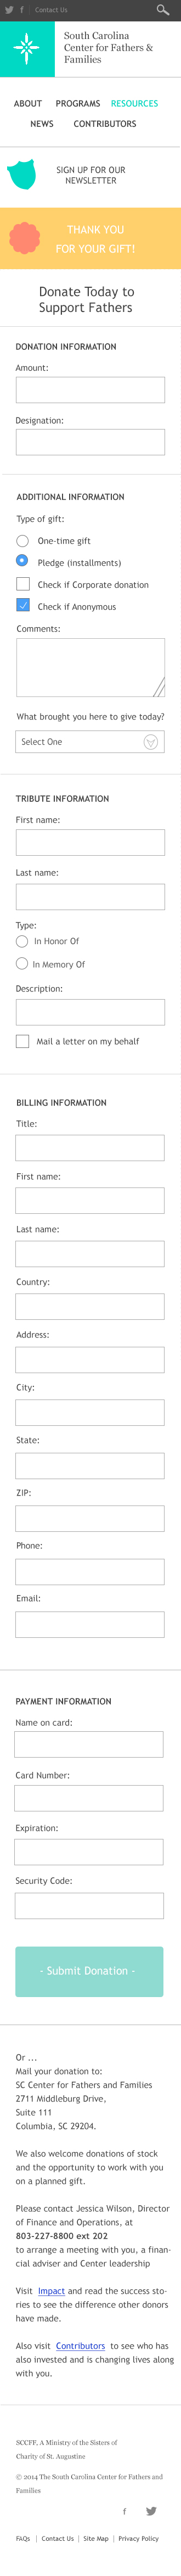 Contact Us
South Carolina
Center for Fathers &
Families
ABOUT PROGRAMS RESOURCES
NEWS CONTRIBUTORS
SIGN UP FOR OUR
NEWSLETTER
THANK YOU
FOR YOUR GIFT!
Donate Today to
Support Fathers
DONATION INFORMATION
Amount:
Designation:
ADDITIONAL INFORMATION
Type of gift:
One-time gift
Pledge (installments)
Check if Corporate donation
Check if Anonymous
Comments:
What brought you here to give today?
Select One
TRIBUTE INFORMATION
First name:
Last name:
Type:
In Honor Of
In Memory Of
Description:
Mail a letter on my behalf
BILLING INFORMATION
Title:
First name:
Last name:
Country:
Address:
City:
State:
ZIP:
Phone:
Email:
PAYMENT INFORMATION
Name on card:
Card Number:
Expiration:
Security Code:
- Submit Donation -
Or ...
Mail your donation to:
SC Center for Fathers and Families
2711 Middleburg Drive,
Suite 111
Columbia, SC 29204.
We also welcome donations of stock
and the opportunity to work with you
on a planned gift.
Please contact Jessica Wilson, Director
of Finance and Operations, at
803-227-8800 ext 202
to arrange a meeting with you, a finan-
cial adviser and Center leadership
Visit Impact and read the success sto-
ries to see the difference other donors
have made.
Also visit Contributors to see who has
also invested and is changing lives along
with you.
SCCFF, A Ministry of the Sisters of
Charity of St. Augustine
© 2014 The South Carolina Center for Fathers and
Families
FAQs | Contact Us | Site Map | Privacy Policy